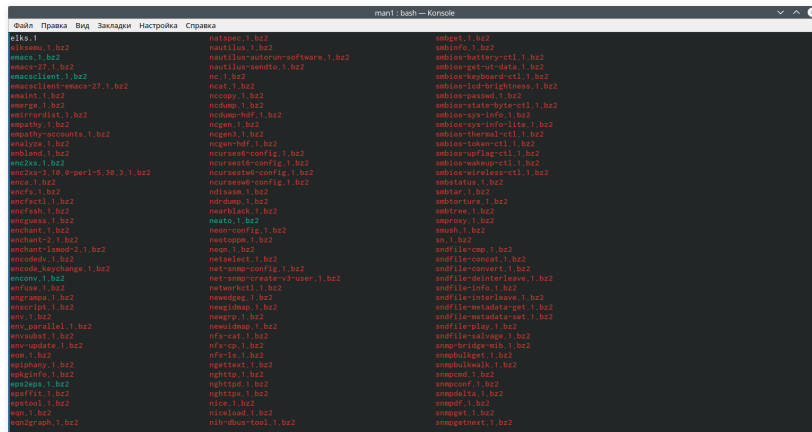 man1 : bash — Konsole
Файл Правка Вид Закладки Настройка Справка
elks.1
elksemu.1.bz2
emacs.1.bz2
emacs-27.1.bz2
emacsclient.1.bz2
emacsclient-emacs-27.1.bz2
emaint.1.bz2
emerge.1.bz2
emirrordist.1.bz2
empathy.1.bz2
empathy-accounts.1.bz2
enalyze.1.bz2
enblend.1.bz2
enc2xs.1.bz2
enc2xs-3.10.0-perl-5.30.3.1.bz2
enca.1.bz2
encfs.1.bz2
encfsctl.1.bz2
encfssh.1.bz2
encguess.1.bz2
enchant.1.bz2
enchant-2.1.bz2
enchant-lsmod-2.1.bz2
encodedv.1.bz2
encode_keychange.1.bz2
enconv.1.bz2
enfuse.1.bz2
engrampa.1.bz2
enscript.1.bz2
env.1.bz2
env_parallel.1.bz2
envsubst.1.bz2
env-update.1.bz2
eom.1.bz2
epiphany.1.bz2
epkginfo.1.bz2
eps2eps.1.bz2
epsffit.1.bz2
epstool.1.bz2
eqn.1.bz2
eqn2graph.1.bz2
natspec.1.bz2
nautilus.1.bz2
nautilus-autorun-software.1.bz2
nautilus-sendto.1.bz2
nc.1.bz2
ncat.1.bz2
nccopy.1.bz2
ncdump.1.bz2
ncdump-hdf.1.bz2
ncgen.1.bz2
ncgen3.1.bz2
ncgen-hdf.1.bz2
ncurses6-config.1.bz2
ncurses6-config.1.bz2
ncursestw6-config.1.bz2
ncursesw6-config.1.bz2
ndisasm.1.bz2
ndrdump.1.bz2
nearblack.1.bz2
neato.1.bz2
neon-config.1.bz2
neotoppm.1.bz2
neqn.1.bz2
netselect.1.bz2
net-snmp-config.1.bz2
net-snmp-create-v3-user.1.bz2
networkctl.1.bz2
newedgeg.1.bz2
newgidmap.1.bz2
newgrp.1.bz2
newuidmap.1.bz2
nfs-cat.1.bz2
nfs-cp.1.bz2
nfs-ls.1.bz2
ngettext.1.bz2
nghttp.1.bz2
nghttpd.1.bz2
nghttpx.1.bz2
nice.1.bz2
niceload.1.bz2
nih-dbus-tool.1.bz2
smbget.1.bz2
smbinfo.1.bz2
smbios-battery-ctl.1.bz2
smbios-get-ut-data.1.bz2
smbios-keyboard-ctl.1.bz2
smbios-lcd-brightness.1.bz2
smbios-passwd.1.bz2
smbios-state-byte-ctl.1.bz2
smbios-sys-info.1.bz2
smbios-sys-info-lite.1.bz2
smbios-thermal-ctl.1.bz2
smbios-token-ctl.1.bz2
smbios-upflag-ctl.1.bz2
smbios-wakeup-ctl.1.bz2
smbios-wireless-ctl.1.bz2
smbstatus.1.bz2
smbtar.1.bz2
smbtorture.1.bz2
smbtree.1.bz2
smproxy.1.bz2
smush.1.bz2
sn.1.bz2
sndfile-cmp.1.bz2
sndfile-concat.1.bz2
sndfile-convert.1.bz2
sndfile-deinterleave.1.bz2
sndfile-info.1.bz2
sndfile-interleave.1.bz2
sndfile-metadata-get.1.bz2
sndfile-metadata-set.1.bz2
sndfile-play.1.bz2
sndfile-salvage.1.bz2
snmp-bridge-mib.1.bz2
snmpbulkget.1.bz2
snmpbulkwalk.1.bz2
snmpcmd.1.bz2
snmpconf.1.bz2
snmpdelta.1.bz2
snmpdf.1.bz2
snmpget.1.bz2
snmpgetnext.1.bz2